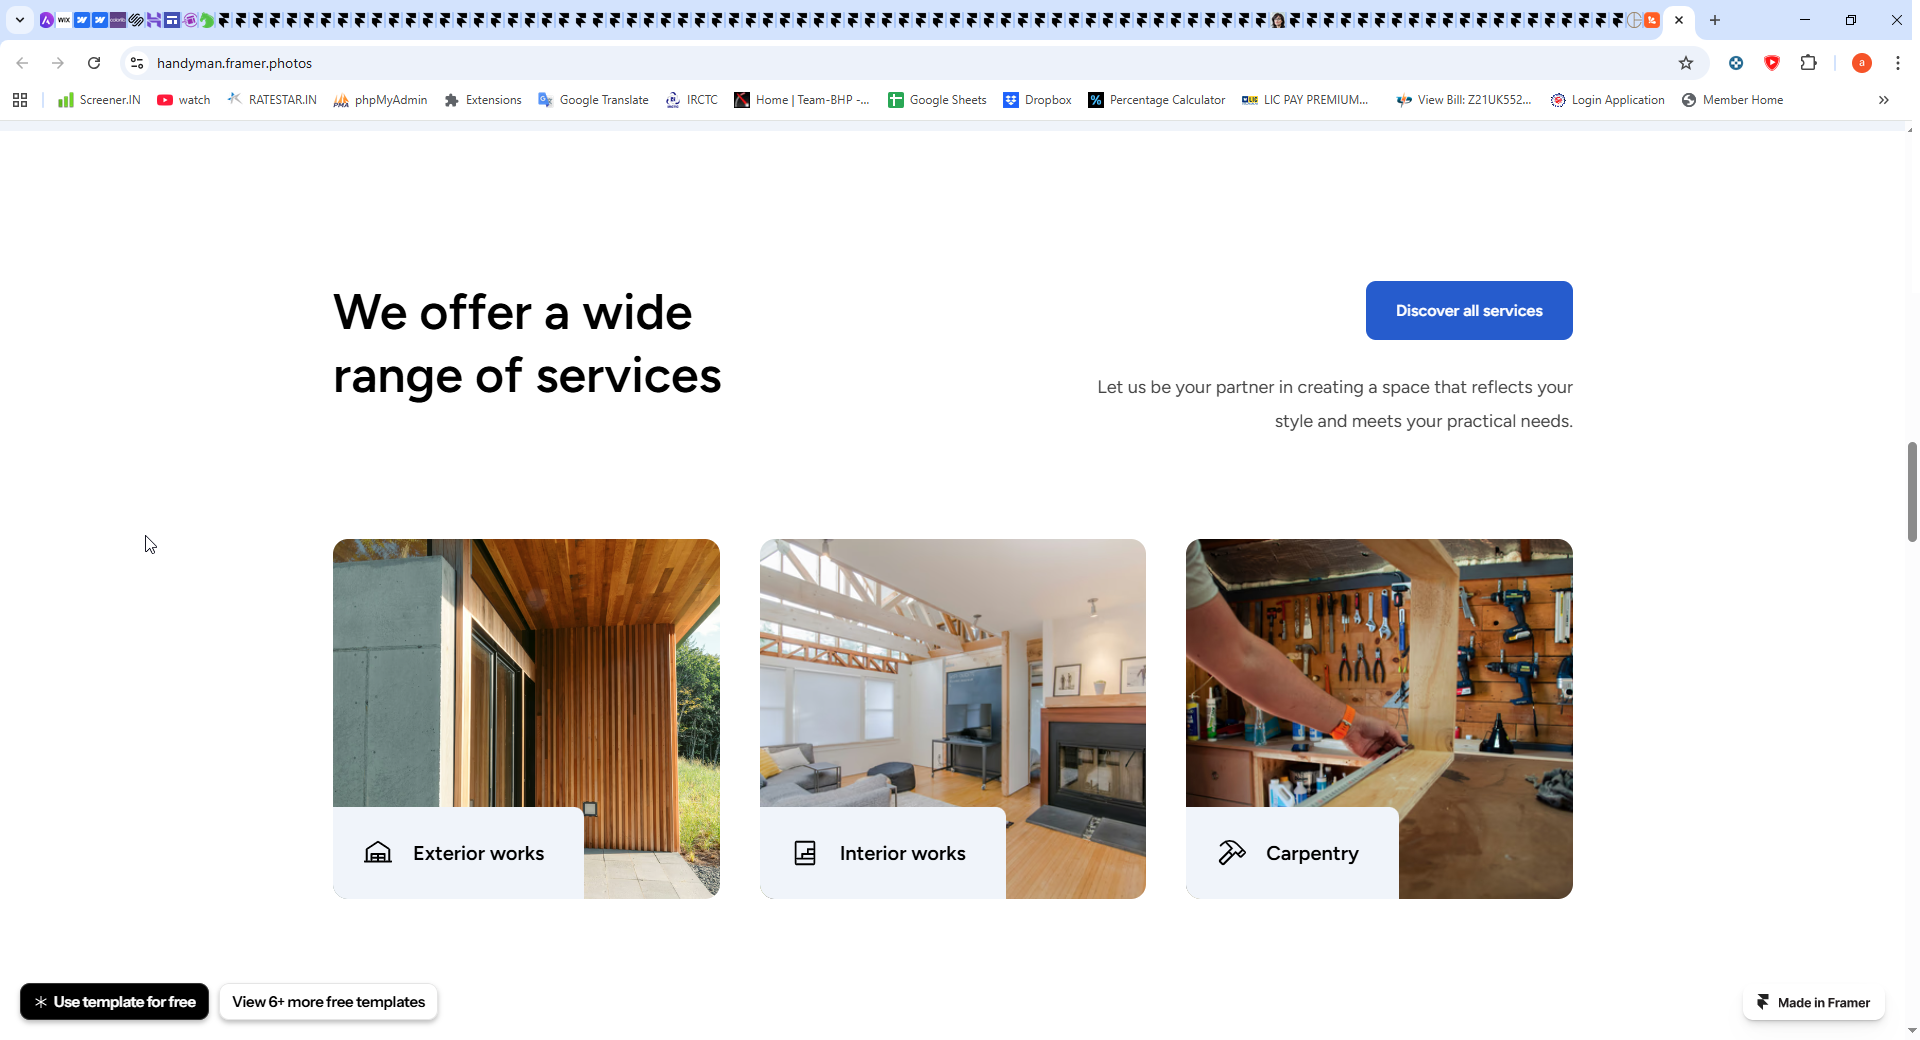 handyman.framer.photos
a
Screener.IN
watch
RATESTAR.IN
phpMyAdmin
Extensions
Google Translate
IRCTC
Home | Team-BHP -...
Google Sheets
Dropbox
Percentage Calculator
LIC PAY PREMIUM...
View Bill: Z21UK552...
Login Application
Member Home
We offer a wide
range of services
Discover all services
Let us be your partner in creating a space that reflects your
style and meets your practical needs.
Exterior works
Interior works
Carpentry
Use template for free
View 6+ more free templates
Made in Framer